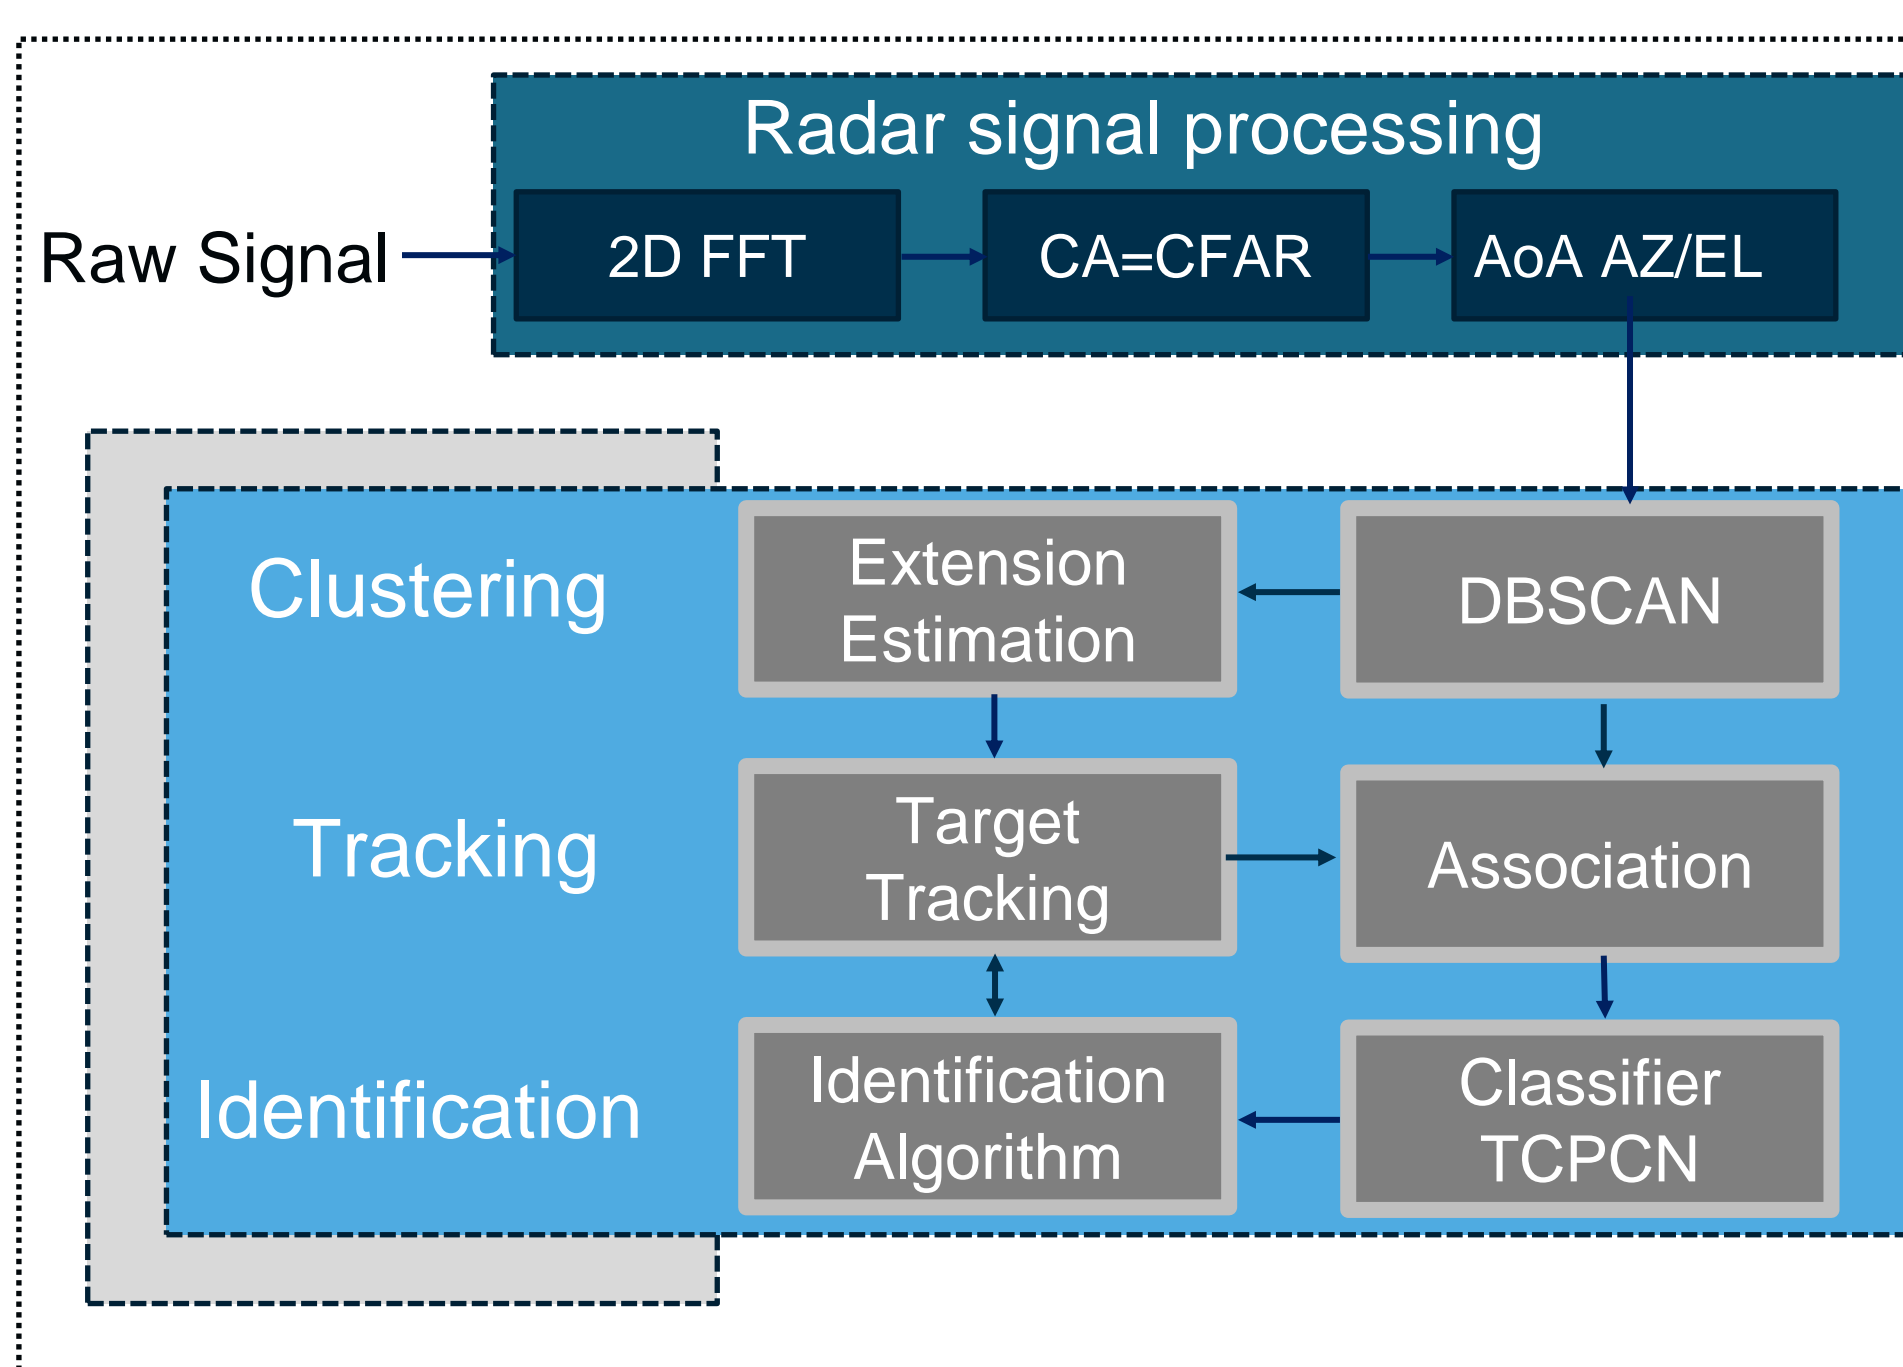 Radar signal processing
Raw Signal
2D FFT
CA=CFAR
AoA AZ/EL
Clustering
Extension
Estimation
DBSCAN
Tracking
Target
Tracking
Association
Identification
Identification
Algorithm
Classifier
TCPCN